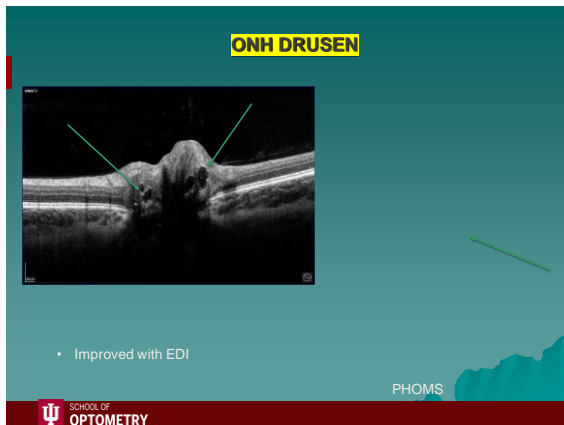 ONH DRUSEN
• Improved with EDI
PHOMS
SCHOOL OF
OPTOMETRY